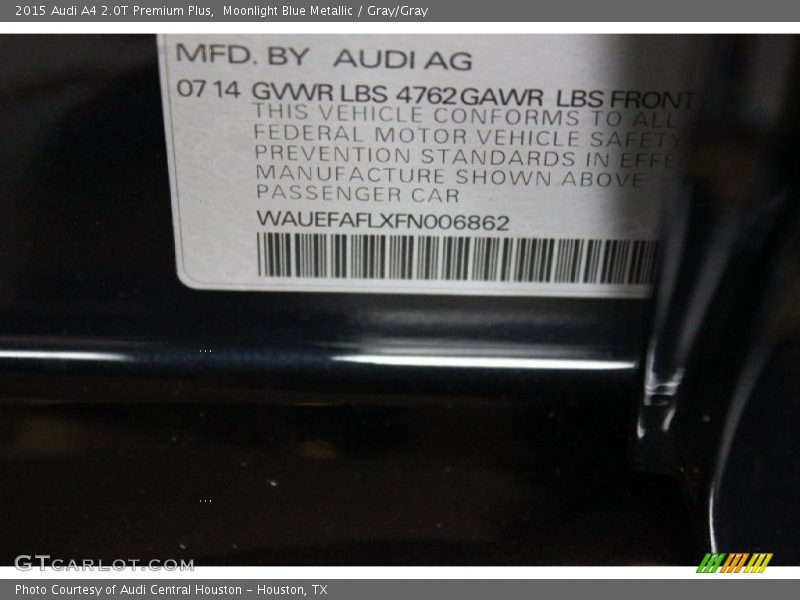 2015 Audi A4 2.0T Premium Plus, Moonlight Blue Metallic / Gray/Gray
MFD. BY AUDI AG
07 14 GVWR LBS 4762 GAWR LBS FRONT
THIS VEHICLE CONFORMS TO ALL
FEDERAL MOTOR VEHICLE SAFETY
PREVENTION STANDARDS IN EFFE
MANUFACTURE SHOWN ABOVE
PASSENGER CAR
WAUEFAFLXFN006862
GTCARLOT.COM
Photo Courtesy of Audi Central Houston - Houston, TX